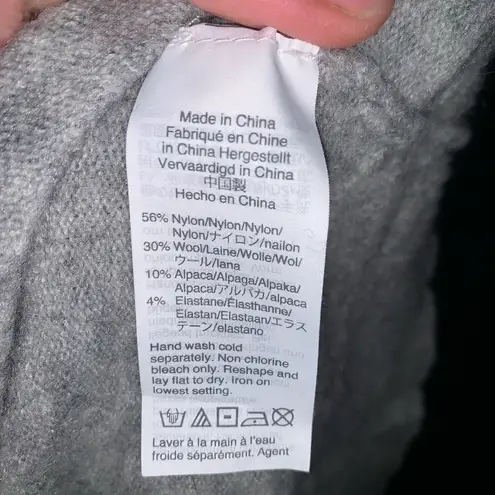 Made in China
Fabriqué en Chine
in China Hergestellt
Vervaardigd in China
中国製
Hecho en China
56% Nylon/Nylon/Nylon/
Nylon/ナイロン/nailon
30% Wool/Laine/Wolle/Wol/
ウール/lana
10% Alpaca/Alpaga/Alpaka/
Alpaca/アルパカ/alpaca
4% Elastane/Élasthanne/
Elastan/Elastaan/エラス
テーン/elastano
Hand wash cold
separately. Non chlorine
bleach only. Reshape and
lay flat to dry. Iron on
lowest setting.
Laver à la main à l'eau
froide séparément. Agent